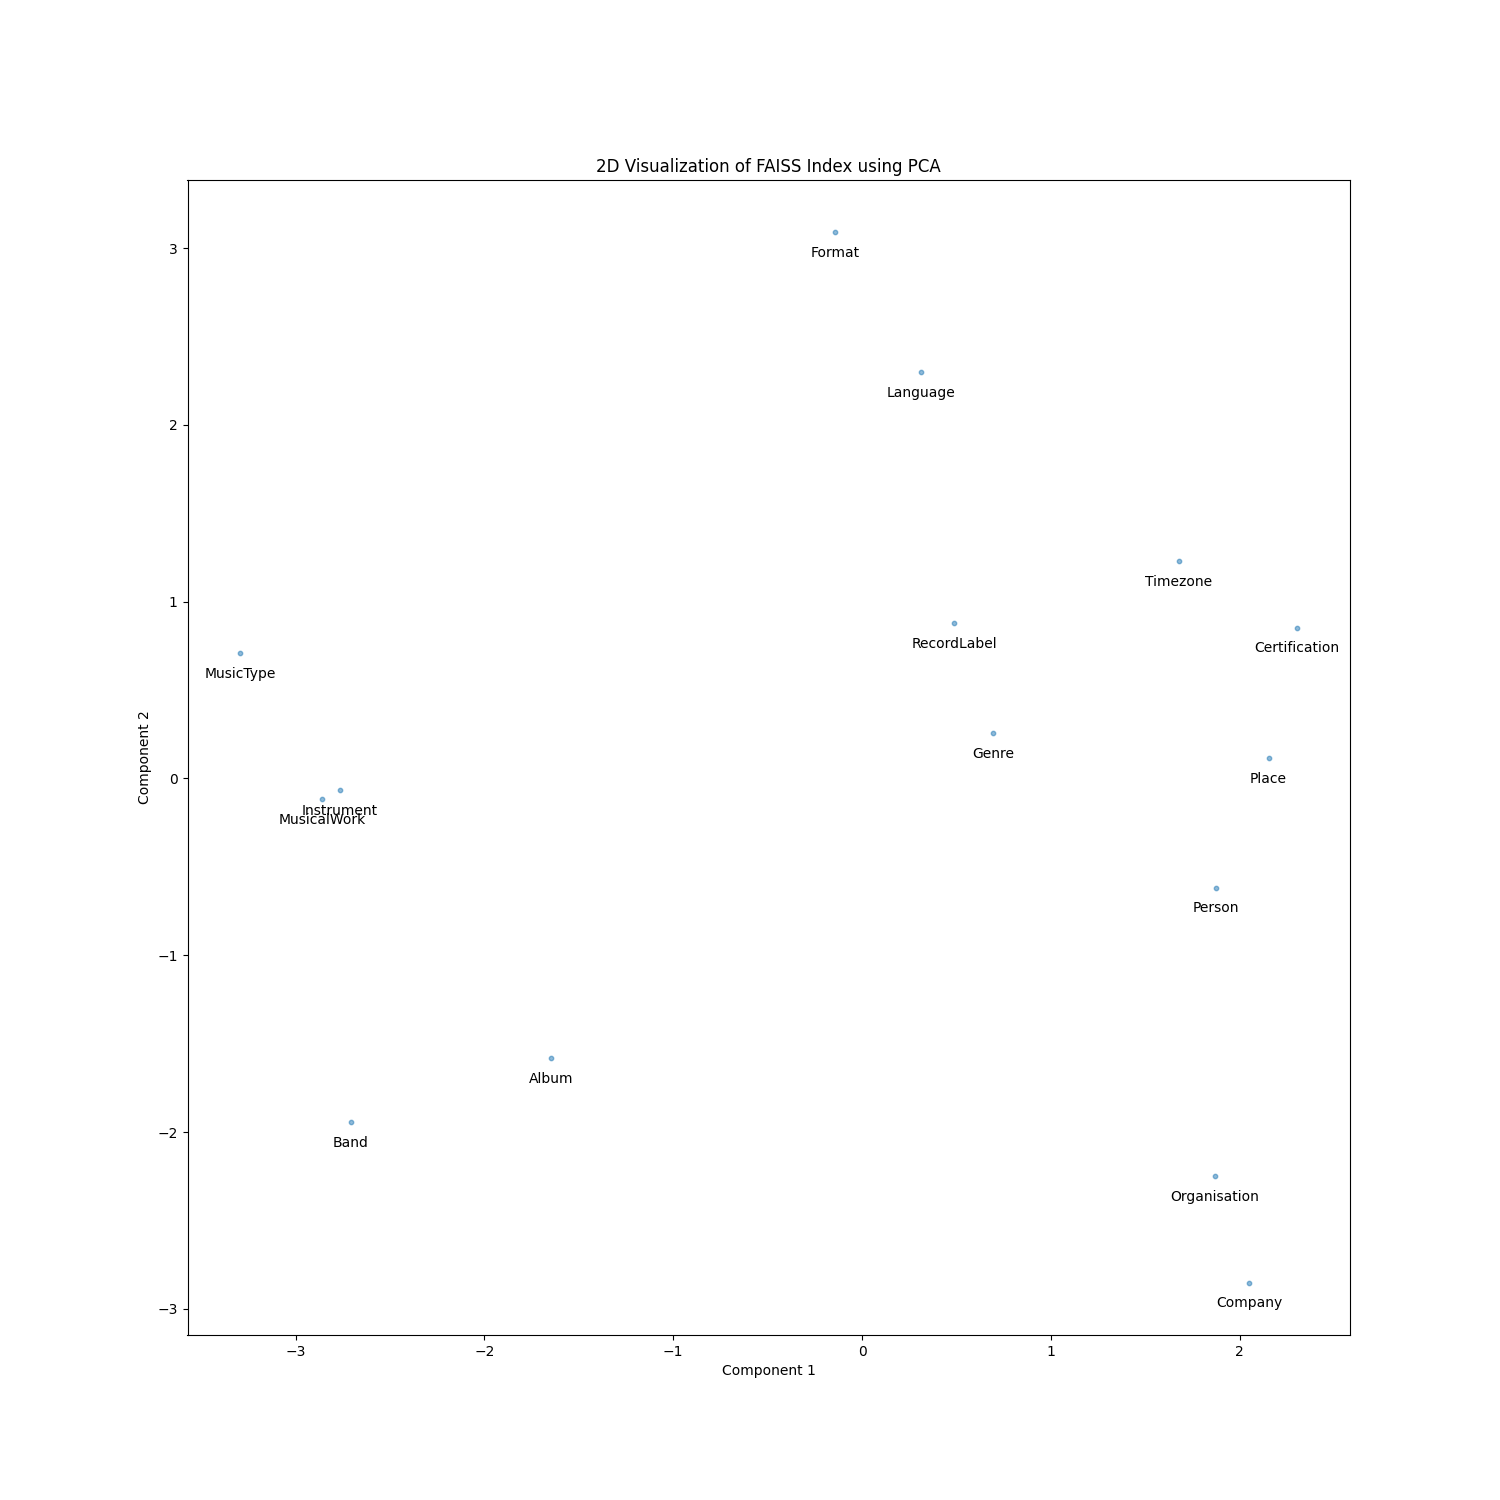 2D Visualization of FAISS Index using PCA
Format
3
Language
2
Timezone
1
RecordLabel
Certification
MusicType
Genre
0
Place
Instrument
MusicalWork
Person
−1
Album
−2
Band
Organisation
Company
−3
Component 2
−3 −2 −1 0 1 2
Component 1